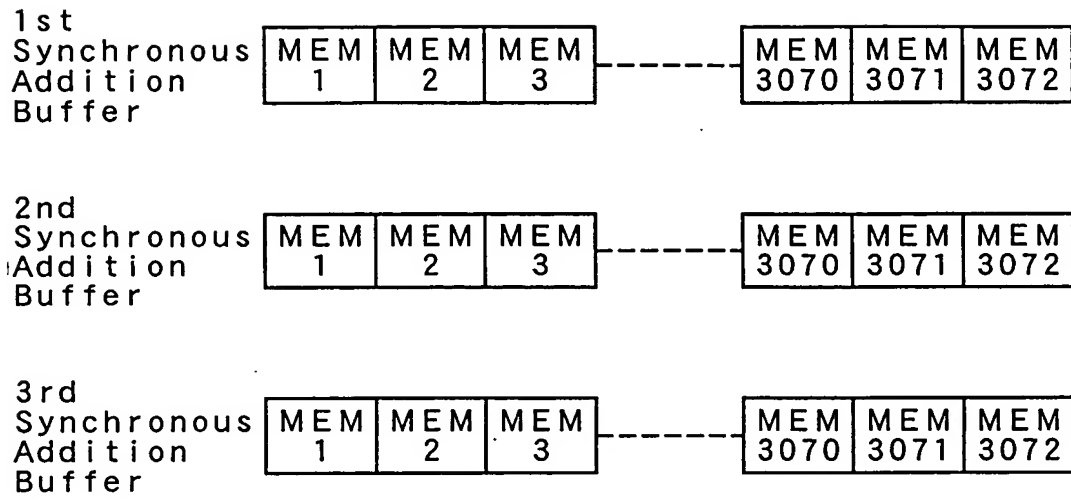 1st
Synchronous
Addition
Buffer
MEM MEM MEM MEM MEM MEM
1 2 3 3070 3071 3072
2nd
Synchronous
Addition
Buffer
MEM MEM MEM MEM MEM MEM
1 2 3 3070 3071 3072
3rd
Synchronous
Addition
Buffer
MEM MEM MEM MEM MEM MEM
1 2 3 3070 3071 3072